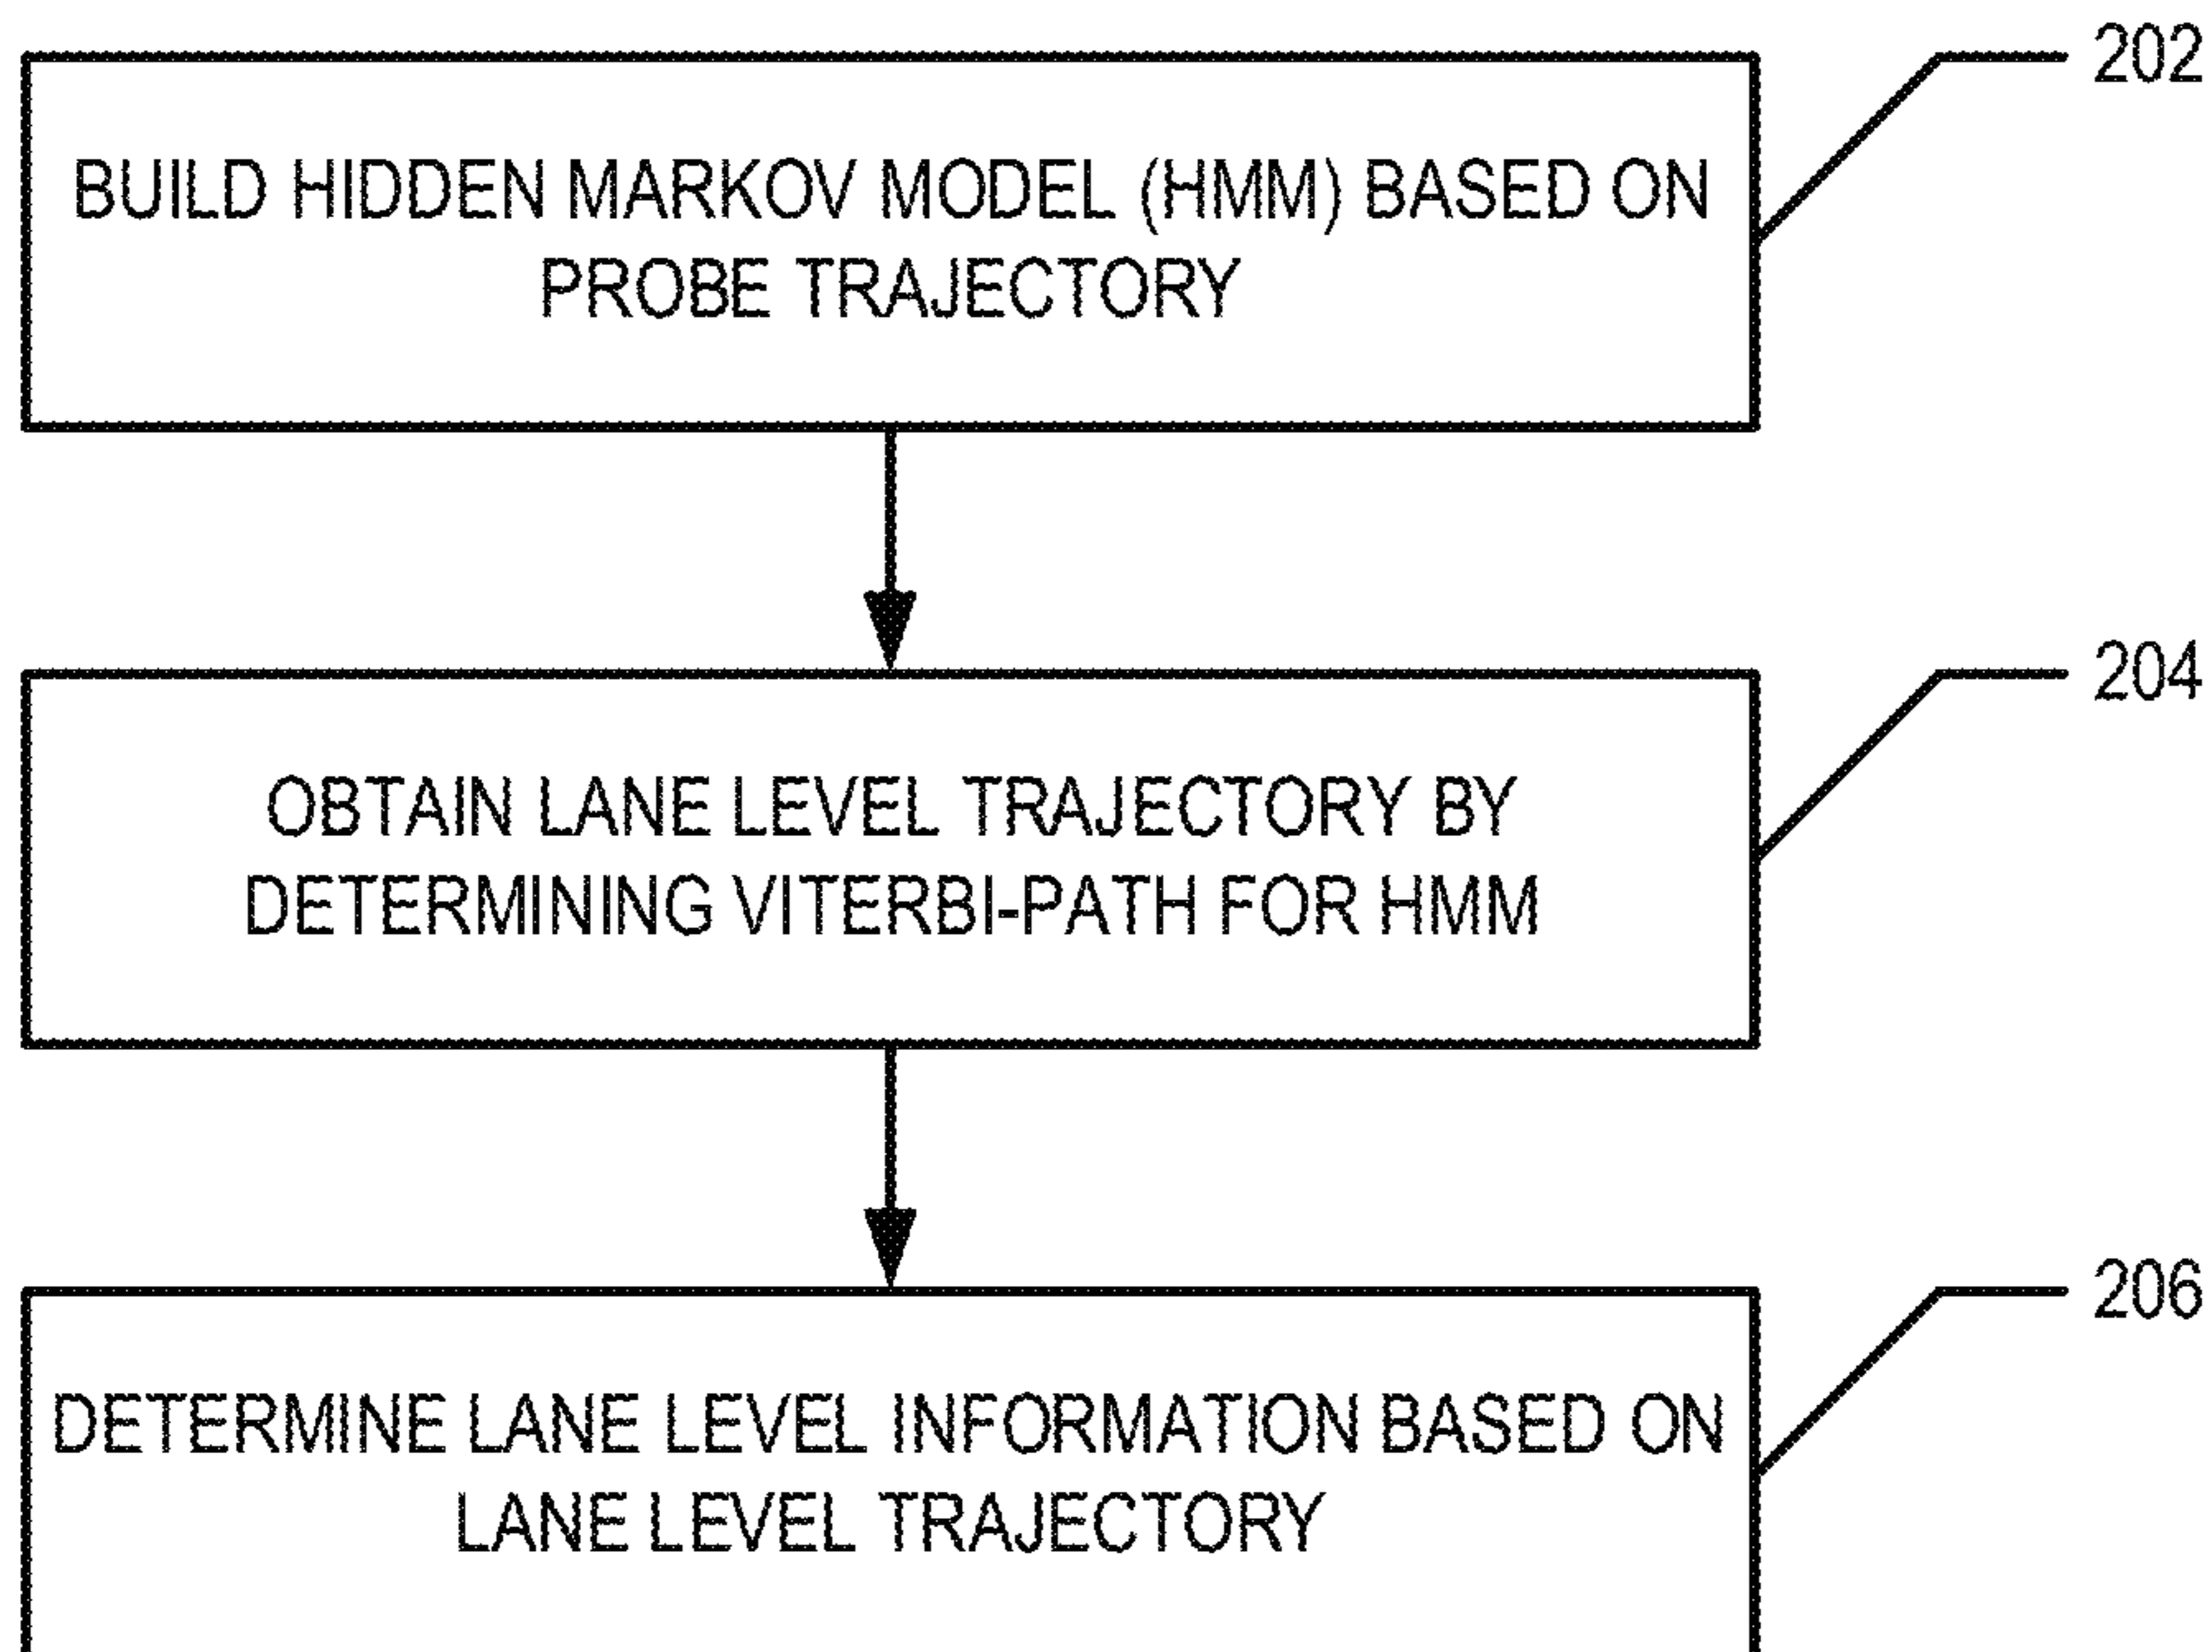 202
BUILD HIDDEN MARKOV MODEL (HMM) BASED ON
PROBE TRAJECTORY
204
OBTAIN LANE LEVEL TRAJECTORY BY
DETERMINING VITERBI-PATH FOR HMM
206
DETERMINE LANE LEVEL INFORMATION BASED ON
LANE LEVEL TRAJECTORY